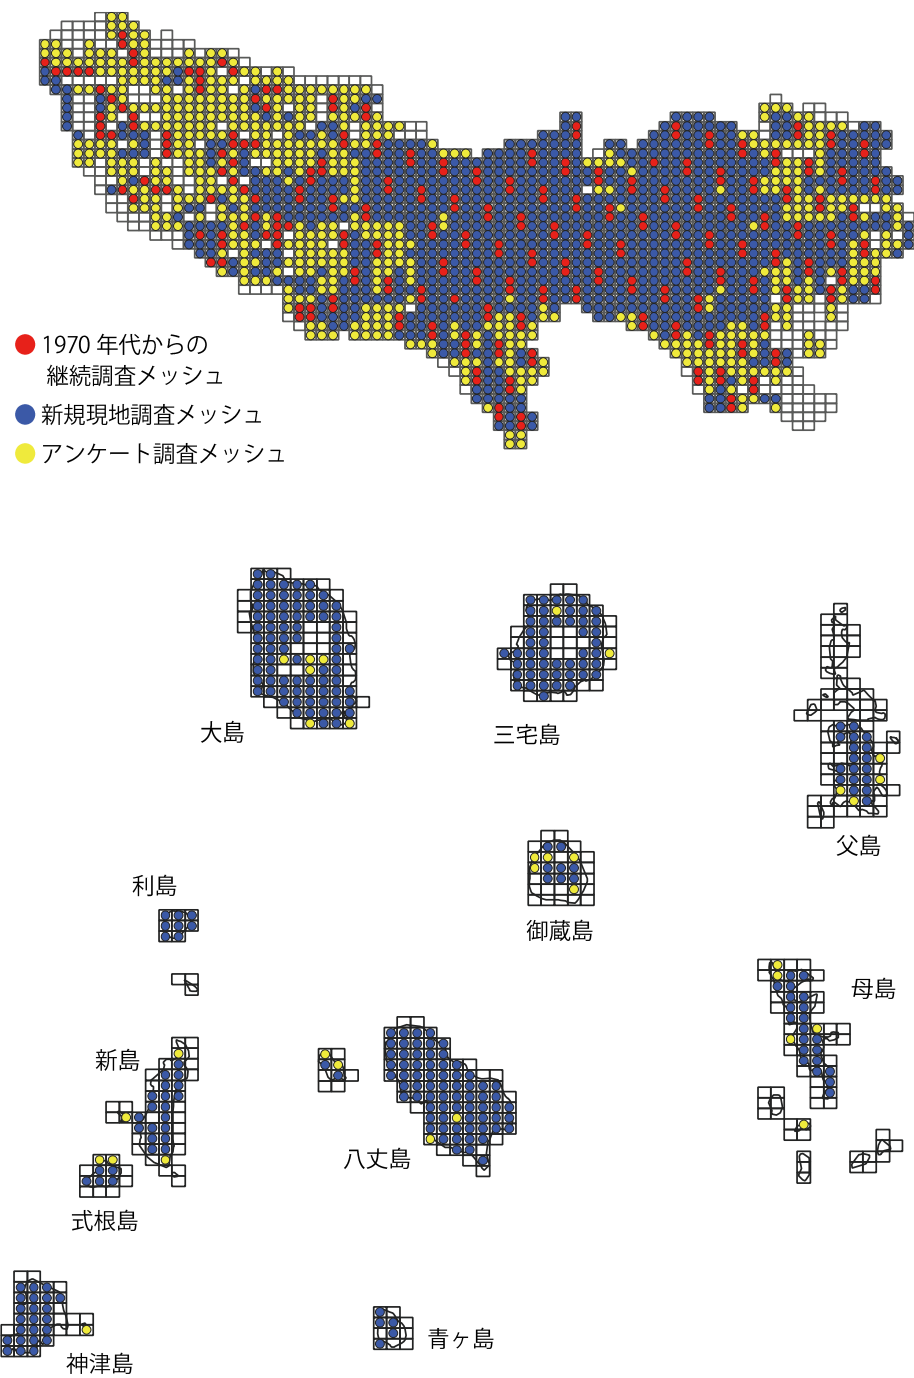 1970 年代からの
継続調査メッシュ
新規現地調査メッシュ
アンケート調査メッシュ
大島
三宅島
父島
利島
御蔵島
母島
新島
八丈島
式根島
神津島
青ヶ島